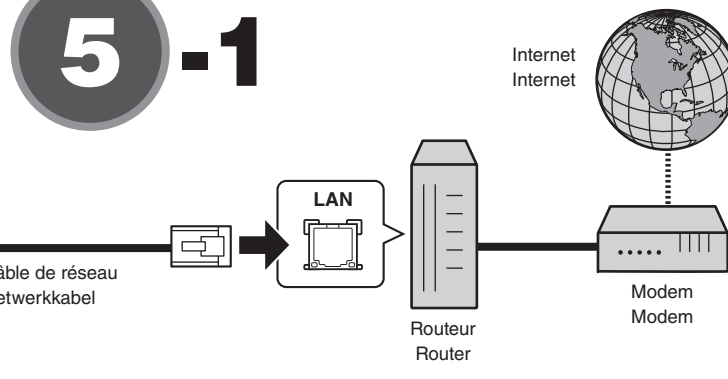 5-1
Internet
Internet
LAN
âble de réseau
etwerkkabel
Modem
Modem
Routeur
Router